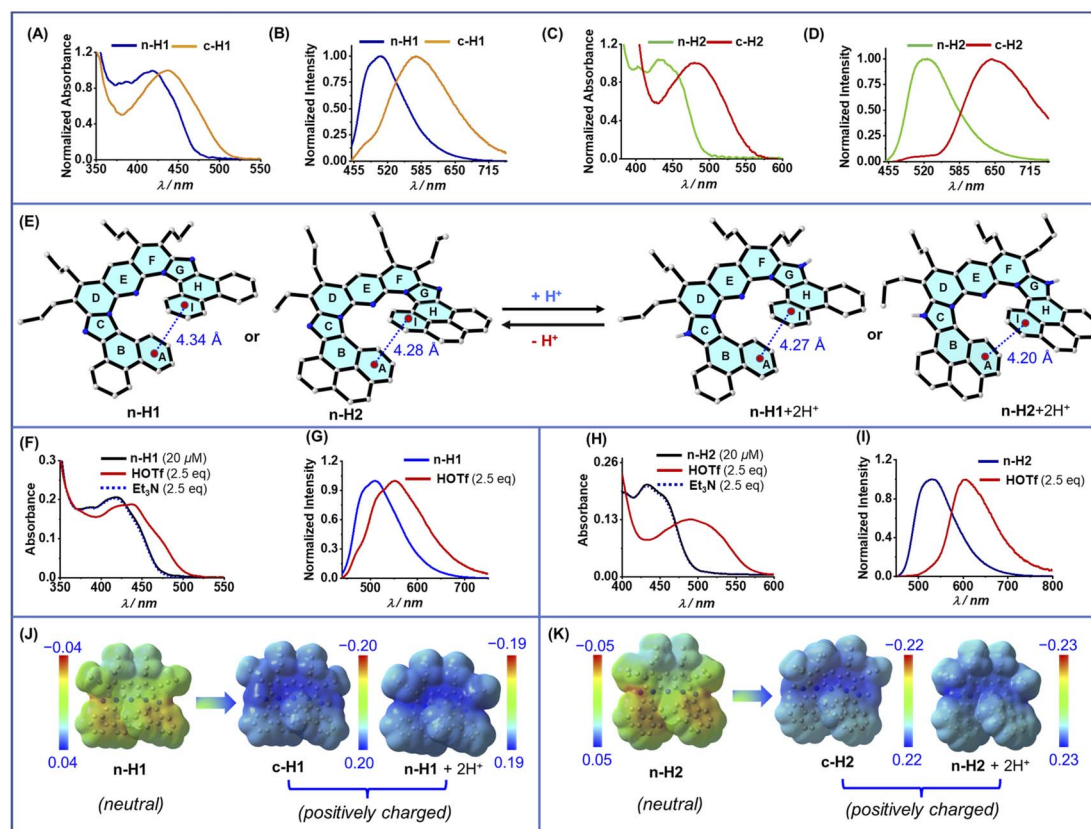 (A)
n-H1 c-H1
Normalized Absorbance
1.2
0.8
0.4
0.0
350 400 450 500 550
λ / nm
(B)
n-H1 c-H1
Normalized Intensity
1.00
0.75
0.50
0.25
0.00
455 520 585 650 715
λ / nm
(C)
n-H2 c-H2
Normalized Absorbance
1.2
0.8
0.4
0.0
400 450 500 550 600
λ / nm
(D)
n-H2 c-H2
Normalized Intensity
1.00
0.75
0.50
0.25
0.00
455 520 585 650 715
λ / nm
(E)
A B C D E F G H I
4.34 Å
n-H1
or
A B C D E F G H I
4.28 Å
n-H2
+ H⁺
- H⁺
A B C D E F G H I
4.27 Å
n-H1+2H⁺
or
A B C D E F G H I
4.20 Å
n-H2+2H⁺
(F)
n-H1 (20 µM)
HOTf (2.5 eq)
Et₃N (2.5 eq)
Absorbance
0.3
0.2
0.1
0.0
350 400 450 500 550
λ / nm
(G)
n-H1
HOTf (2.5 eq)
Normalized Intensity
1.2
0.9
0.6
0.3
0.0
500 600 700
λ / nm
(H)
n-H2 (20 µM)
HOTf (2.5 eq)
Et₃N (2.5 eq)
Absorbance
0.26
0.13
0.00
400 450 500 550 600
λ / nm
(I)
n-H2
HOTf (2.5 eq)
Normalized Intensity
1.2
0.9
0.6
0.3
0.0
500 600 700 800
λ / nm
(J)
−0.04
0.04
n-H1
(neutral)
c-H1
−0.20
0.20
n-H1 + 2H⁺
−0.19
0.19
(positively charged)
(K)
−0.05
0.05
n-H2
(neutral)
c-H2
−0.22
0.22
n-H2 + 2H⁺
−0.23
0.23
(positively charged)